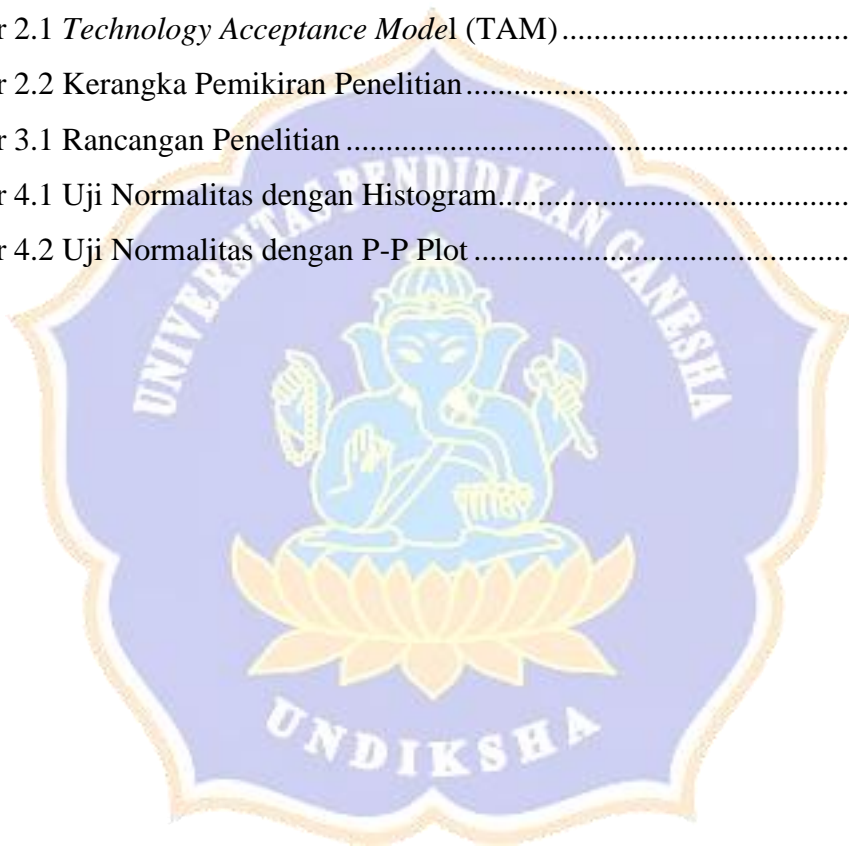 r 2.1 Technology Acceptance Model (TAM)....................................
r 2.2 Kerangka Pemikiran Penelitian..................................................
r 3.1 Rancangan Penelitian..................................................................
r 4.1 Uji Normalitas dengan Histogram..............................................
r 4.2 Uji Normalitas dengan P-P Plot.................................................
UNIVERSITAS PENDIDIKAN GANESHA
UNDIKSHA